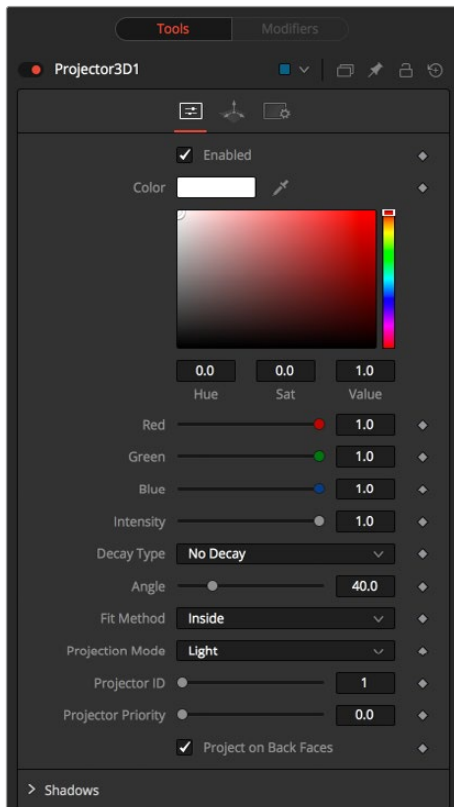 Tools Modifiers
Projector3D1
Enabled
Color
0.0 0.0 1.0
Hue Sat Value
Red 1.0
Green 1.0
Blue 1.0
Intensity 1.0
Decay Type No Decay
Angle 40.0
Fit Method Inside
Projection Mode Light
Projector ID 1
Projector Priority 0.0
Project on Back Faces
Shadows